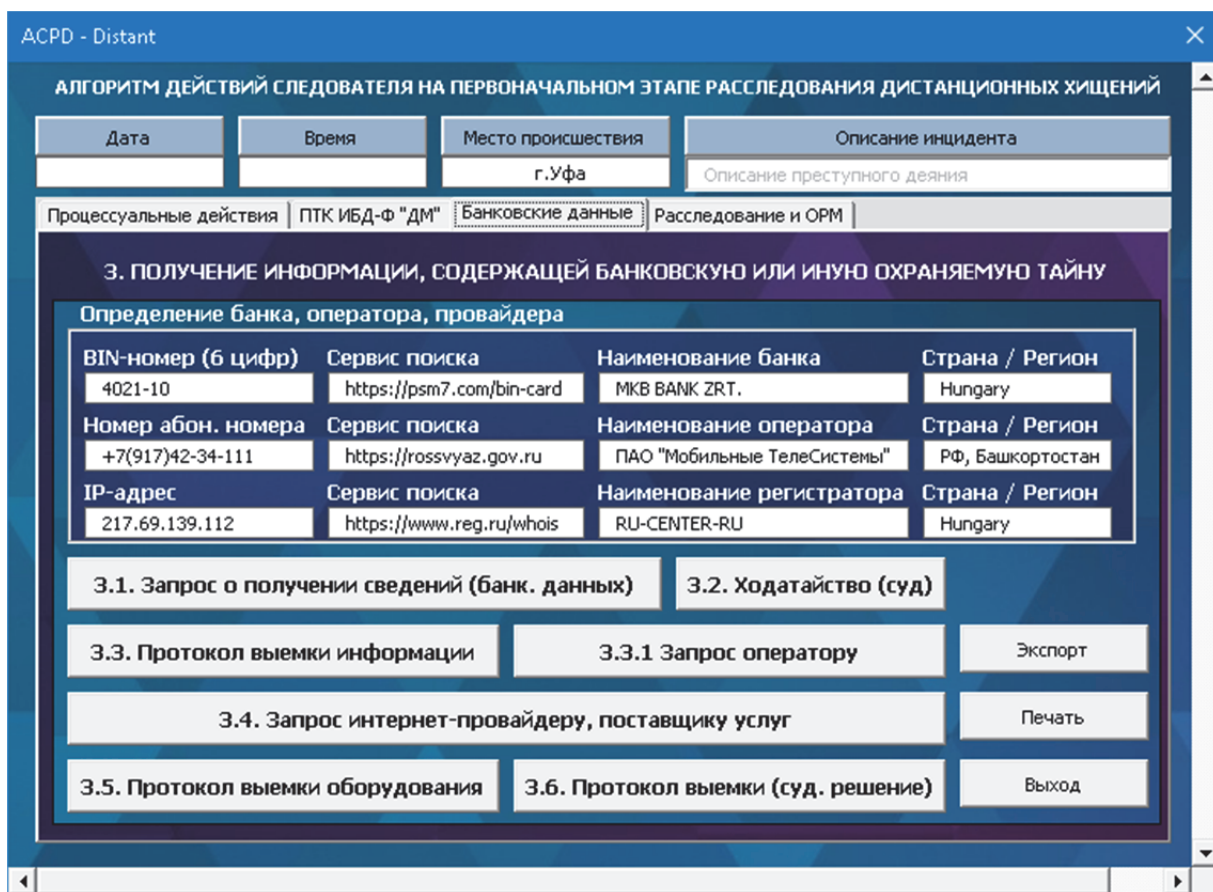 ACPD - Distant
АЛГОРИТМ ДЕЙСТВИЙ СЛЕДОВАТЕЛЯ НА ПЕРВОНАЧАЛЬНОМ ЭТАПЕ РАССЛЕДОВАНИЯ ДИСТАНЦИОННЫХ ХИЩЕНИЙ
Дата Время Место происшествия Описание инцидента
г.Уфа Описание преступного деяния
Процессуальные действия ПТК ИБД-Ф "ДМ" Банковские данные Расследование и ОРМ
3. ПОЛУЧЕНИЕ ИНФОРМАЦИИ, СОДЕРЖАЩЕЙ БАНКОВСКУЮ ИЛИ ИНУЮ ОХРАНЯЕМУЮ ТАЙНУ
Определение банка, оператора, провайдера
BIN-номер (6 цифр) Сервис поиска Наименование банка Страна / Регион
4021-10 https://psm7.com/bin-card MKB BANK ZRT. Hungary
Номер абон. номера Сервис поиска Наименование оператора Страна / Регион
+7(917)42-34-111 https://rossvyaz.gov.ru ПАО "Мобильные ТелеСистемы" РФ, Башкортостан
IP-адрес Сервис поиска Наименование регистратора Страна / Регион
217.69.139.112 https://www.reg.ru/whois RU-CENTER-RU Hungary
3.1. Запрос о получении сведений (банк. данных) 3.2. Ходатайство (суд)
3.3. Протокол выемки информации 3.3.1 Запрос оператору Экспорт
3.4. Запрос интернет-провайдеру, поставщику услуг Печать
3.5. Протокол выемки оборудования 3.6. Протокол выемки (суд. решение) Выход